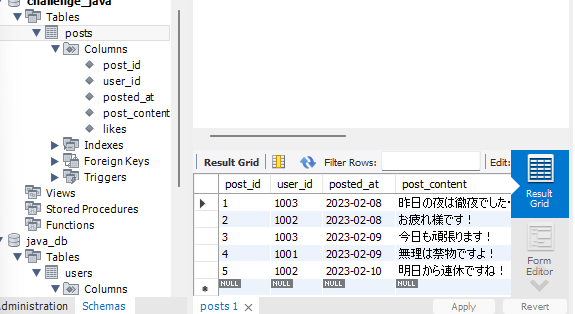 challenge_java
Tables
posts
Columns
post_id
user_id
posted_at
post_content
likes
Indexes
Foreign Keys
Triggers
Views
Stored Procedures
Functions
java_db
Tables
users
Columns
Administration Schemas
Result Grid Filter Rows: Edit:
post_id user_id posted_at post_content
1 1003 2023-02-08 昨日の夜は徹夜でした・
2 1002 2023-02-08 お疲れ様です！
3 1003 2023-02-09 今日も頑張ります！
4 1001 2023-02-09 無理は禁物ですよ！
5 1002 2023-02-10 明日から連休ですね！
NULL NULL NULL NULL
Result
Grid
Form
Editor
posts 1
Apply Revert